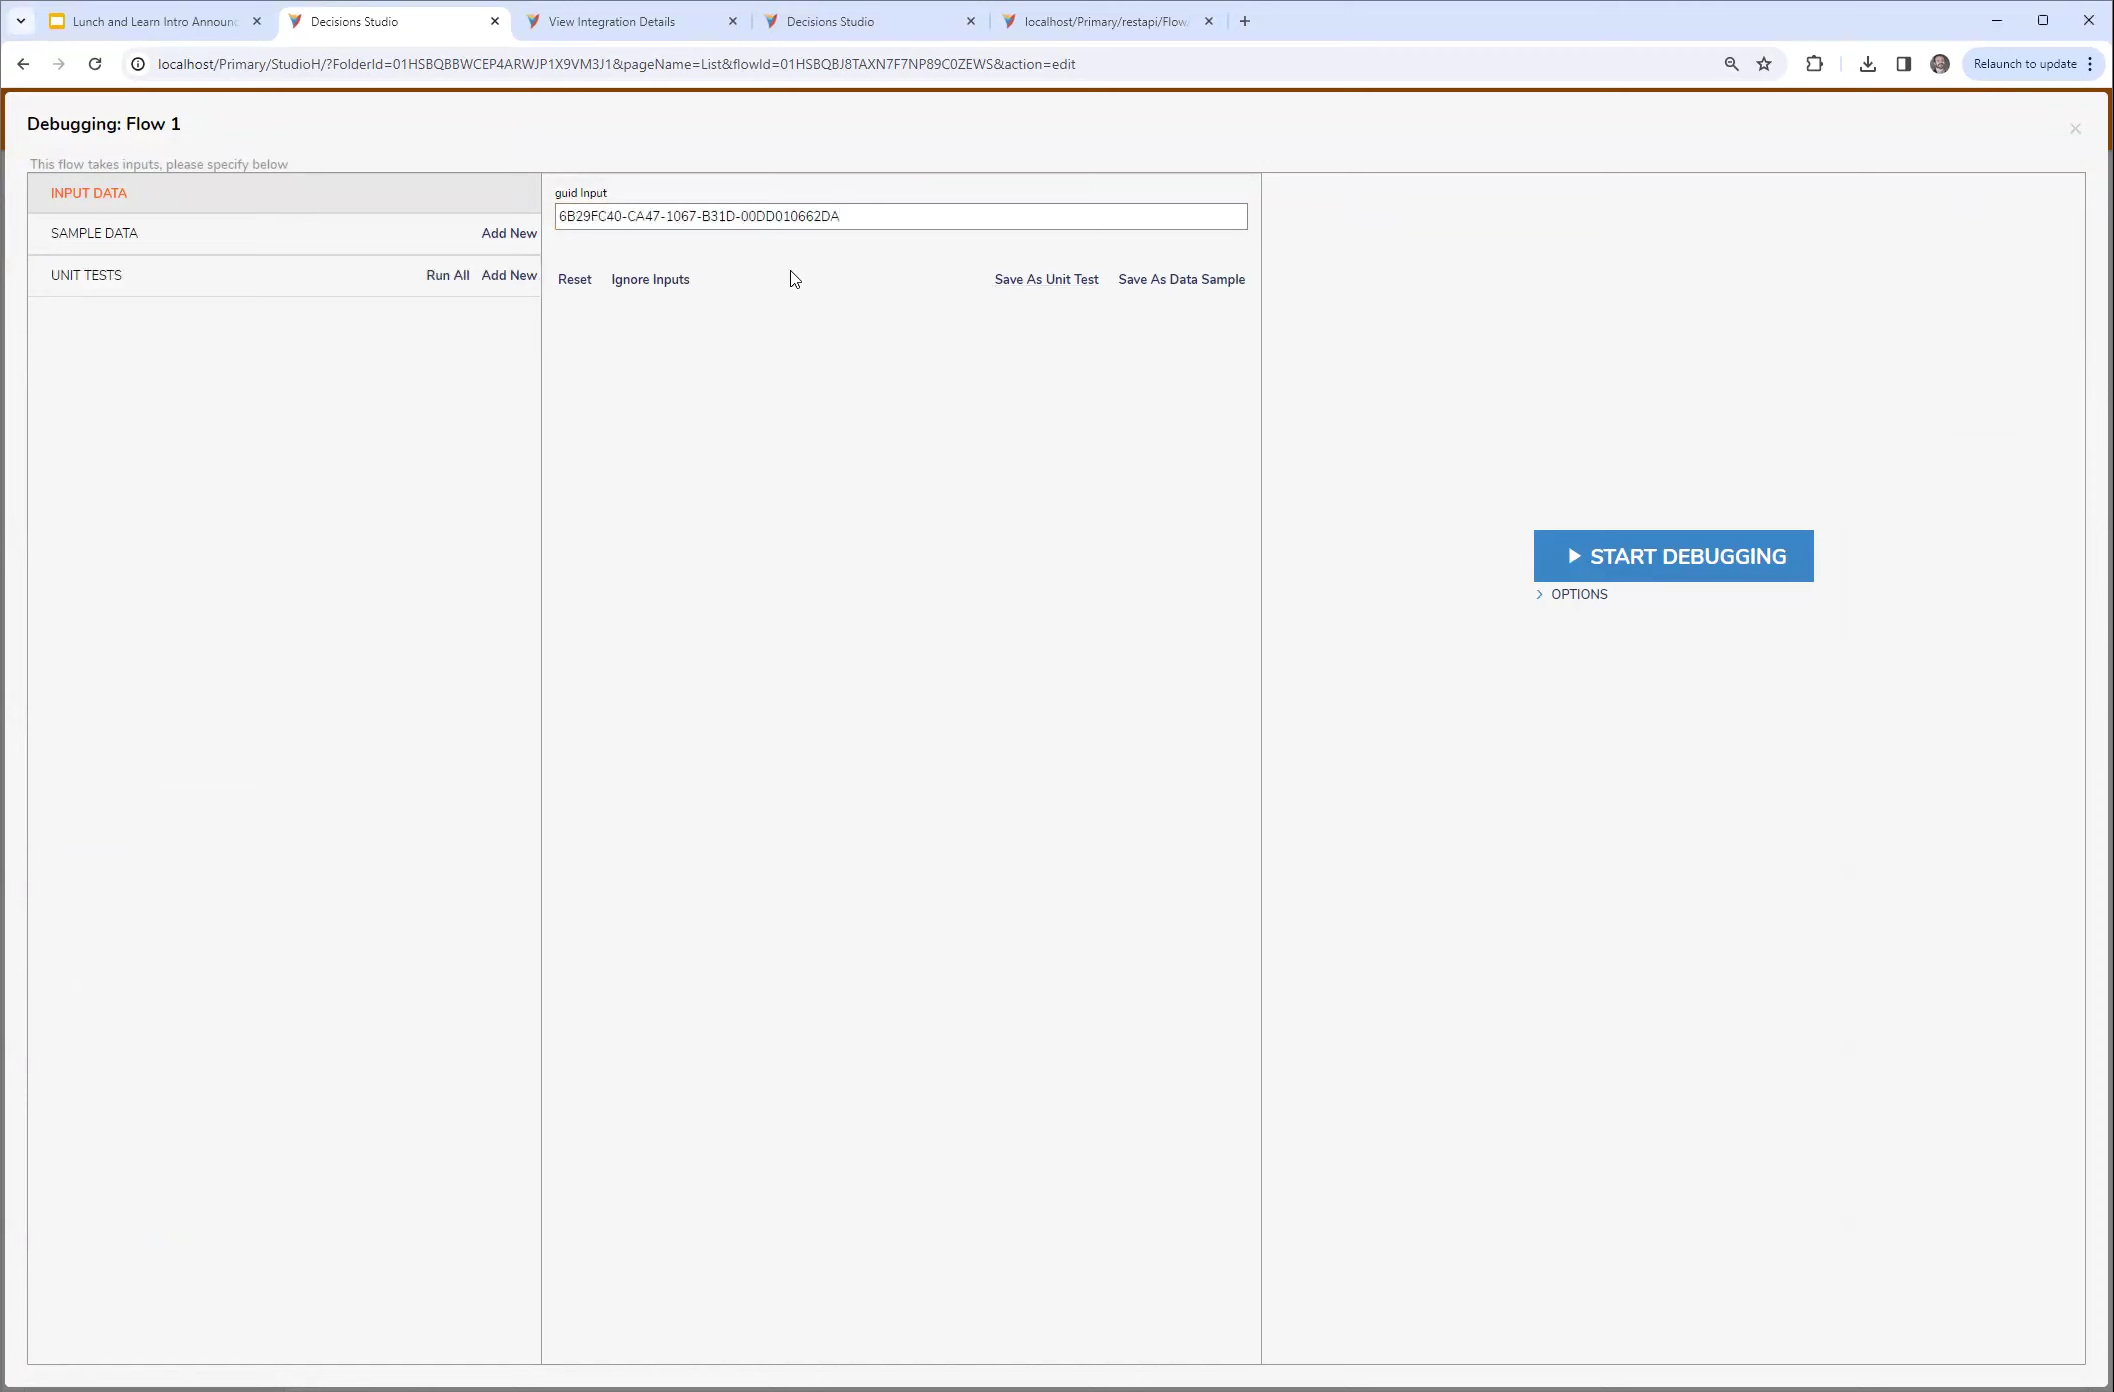 Lunch and Learn Intro Announc
Decisions Studio
View Integration Details
Decisions Studio
localhost/Primary/restapi/Flow
localhost/Primary/StudioH/?FolderId=01HSBQBBWCEP4ARWJP1X9VM3J1&pageName=List&flowId=01HSBQBJ8TAXN7F7NP89C0ZEWS&action=edit
Relaunch to update
Debugging: Flow 1
This flow takes inputs, please specify below
INPUT DATA
SAMPLE DATA Add New
UNIT TESTS Run All Add New
guid Input
6B29FC40-CA47-1067-B31D-00DD010662DA
Reset Ignore Inputs Save As Unit Test Save As Data Sample
START DEBUGGING
OPTIONS